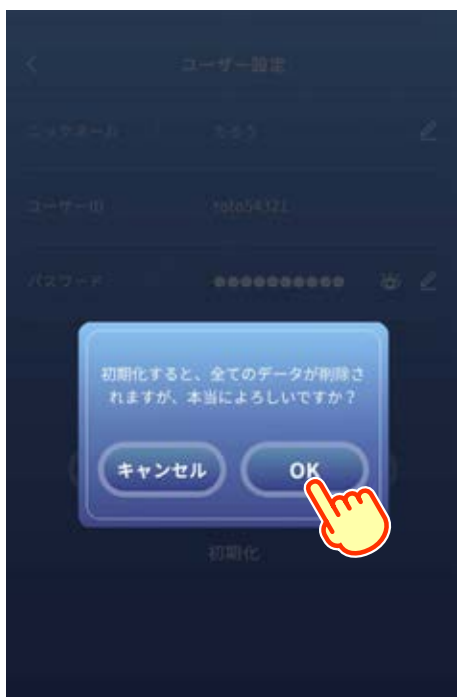 ユーザー設定
ニックネーム
ユーザーID toto54321
パスワード ●●●●●●●●●●
初期化すると、全てのデータが削除さ
れますが、本当によろしいですか？
キャンセル OK
初期化